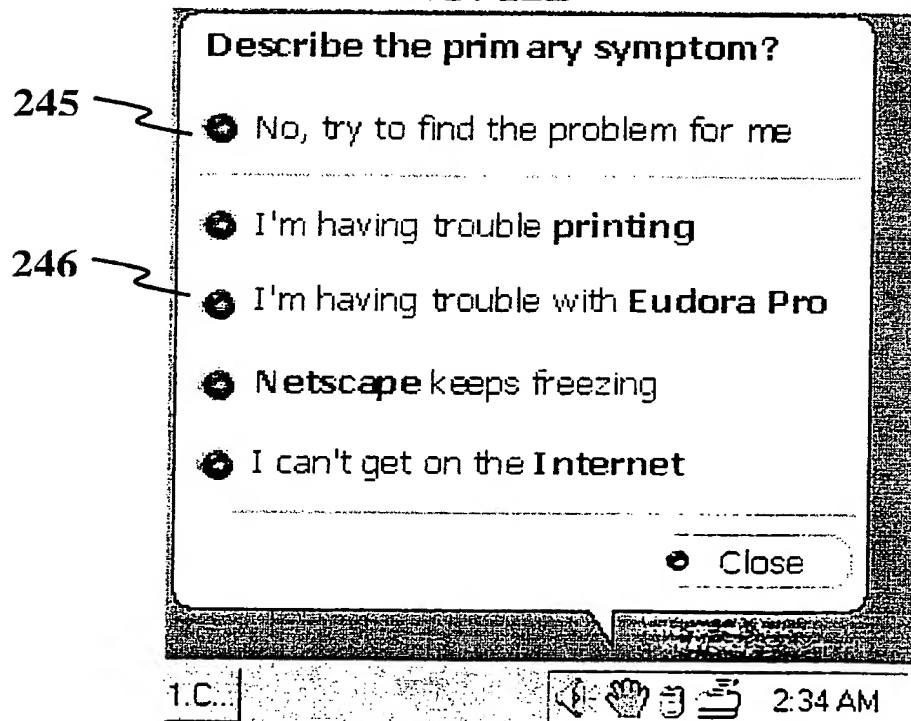 Describe the primary symptom?
245
No, try to find the problem for me
I'm having trouble printing
246
I'm having trouble with Eudora Pro
Netscape keeps freezing
I can't get on the Internet
Close
1.C...
2:34 AM